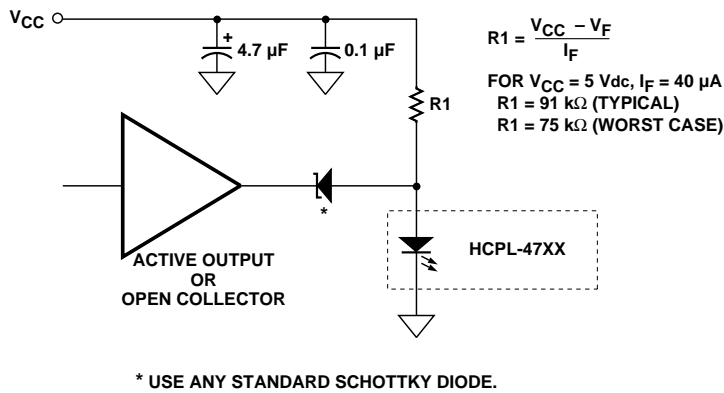 VCC
+
4.7 µF
0.1 µF
R1
R1 = VCC – VF / IF
FOR VCC = 5 Vdc, IF = 40 µA
R1 = 91 kΩ (TYPICAL)
R1 = 75 kΩ (WORST CASE)
*
HCPL-47XX
ACTIVE OUTPUT
OR
OPEN COLLECTOR
* USE ANY STANDARD SCHOTTKY DIODE.